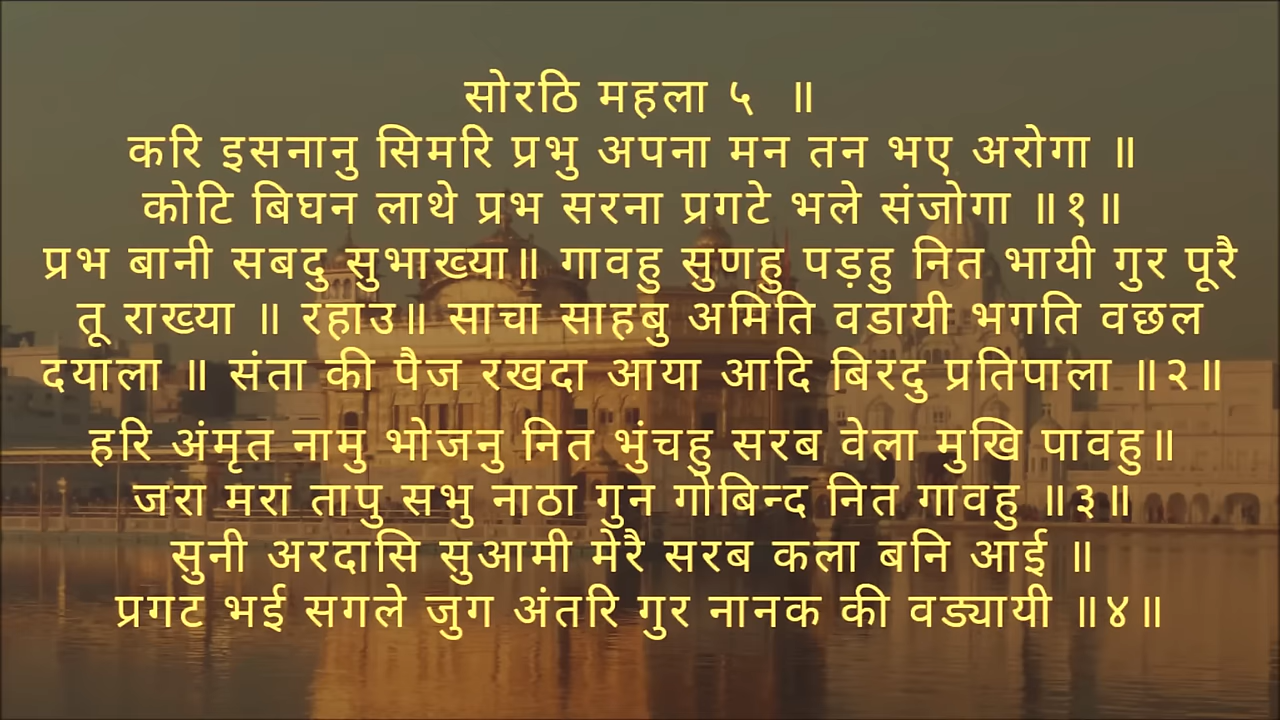 सोरठि महला ५  ॥
करि इसनानु सिमरि प्रभु अपना मन तन भए अरोगा ॥
कोटि बिघन लाथे प्रभ सरना प्रगटे भले संजोगा ॥१॥
प्रभ बानी सबदु सुभाख्या॥ गावहु सुणहु पड़हु नित भायी गुर पूरै
तू राख्या ॥ रहाउ॥ साचा साहबु अमिति वडायी भगति वछल
दयाला ॥ संता की पैज रखदा आया आदि बिरदु प्रतिपाला ॥२॥
हरि अंमृत नामु भोजनु नित भुंचहु सरब वेला मुखि पावहु॥
जरा मरा तापु सभु नाठा गुन गोबिन्द नित गावहु ॥३॥
सुनी अरदासि सुआमी मेरै सरब कला बनि आई ॥
प्रगट भई सगले जुग अंतरि गुर नानक की वड्यायी ॥४॥